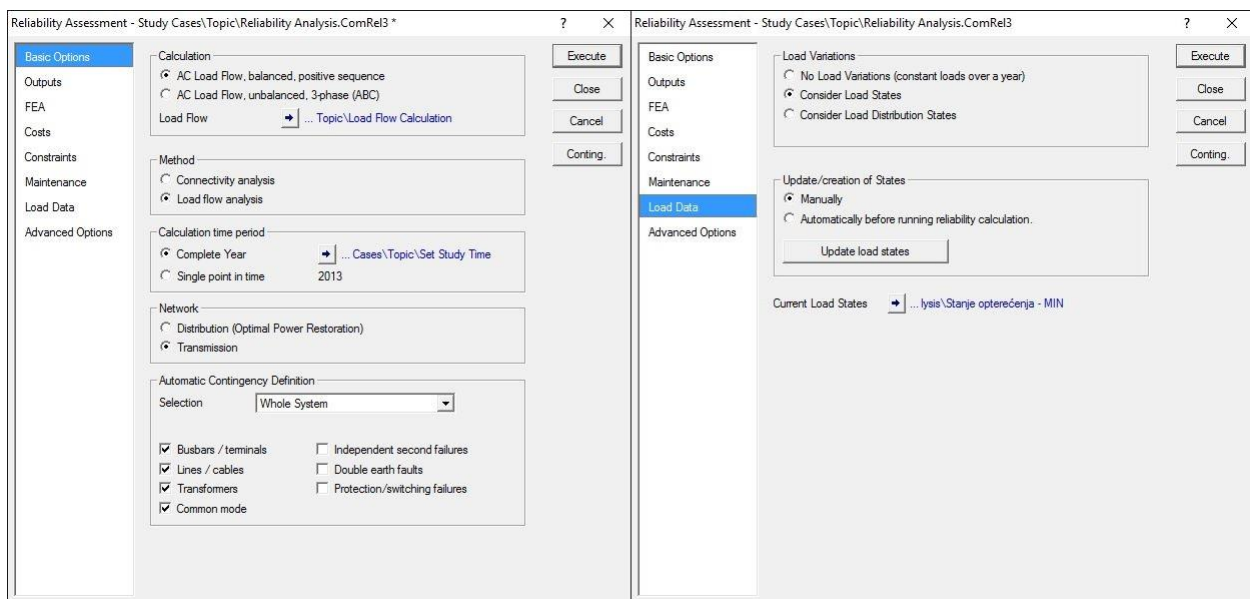 Reliability Assessment - Study Cases\Topic\Reliability Analysis.ComRel3 *
?
Basic Options
Outputs
FEA
Costs
Constraints
Maintenance
Load Data
Advanced Options
Calculation
AC Load Flow, balanced, positive sequence
AC Load Flow, unbalanced, 3-phase (ABC)
Load Flow ... Topic\Load Flow Calculation
Method
Connectivity analysis
Load flow analysis
Calculation time period
Complete Year ... Cases\Topic\Set Study Time
Single point in time 2013
Network
Distribution (Optimal Power Restoration)
Transmission
Automatic Contingency Definition
Selection Whole System
Busbars / terminals Independent second failures
Lines / cables Double earth faults
Transformers Protection/switching failures
Common mode
Execute
Close
Cancel
Conting.
Reliability Assessment - Study Cases\Topic\Reliability Analysis.ComRel3
?
Basic Options
Outputs
FEA
Costs
Constraints
Maintenance
Load Data
Advanced Options
Load Variations
No Load Variations (constant loads over a year)
Consider Load States
Consider Load Distribution States
Update/creation of States
Manually
Automatically before running reliability calculation.
Update load states
Current Load States ... lysis\Stanje opterećenja - MIN
Execute
Close
Cancel
Conting.